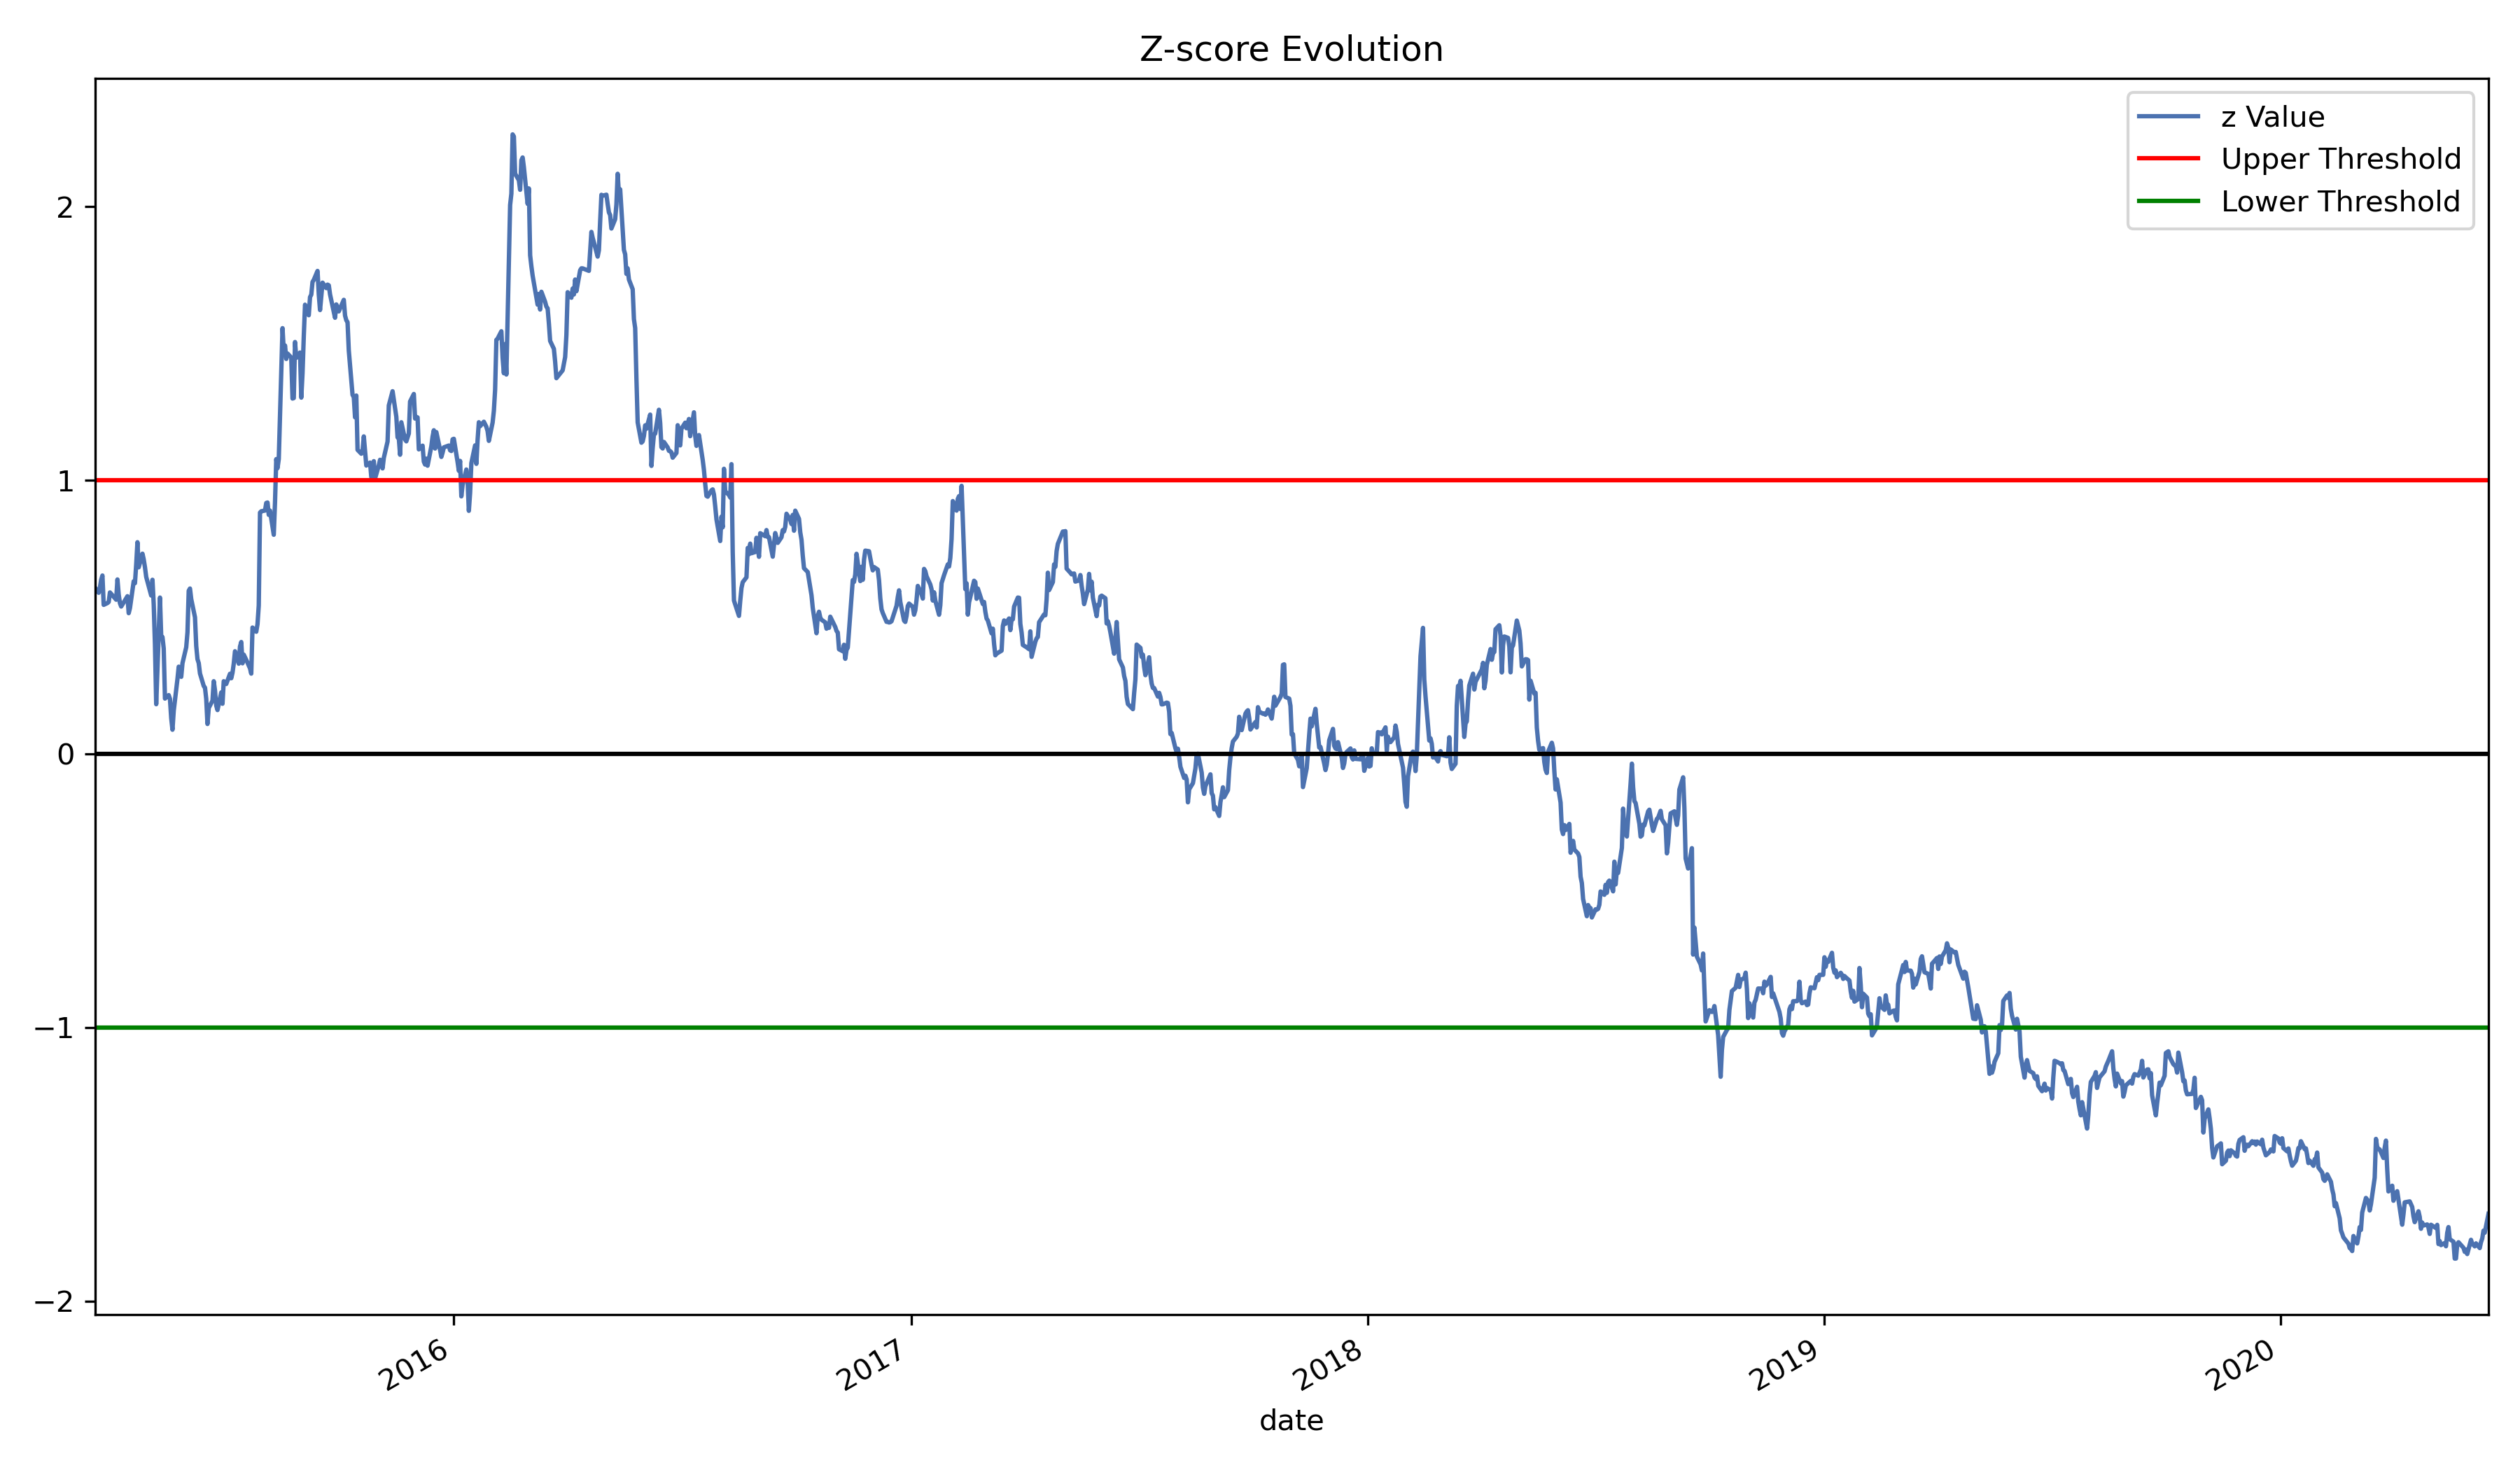 Z-score Evolution
z Value
Upper Threshold
Lower Threshold
2
1
0
−1
−2
2016
2017
2018
2019
2020
date